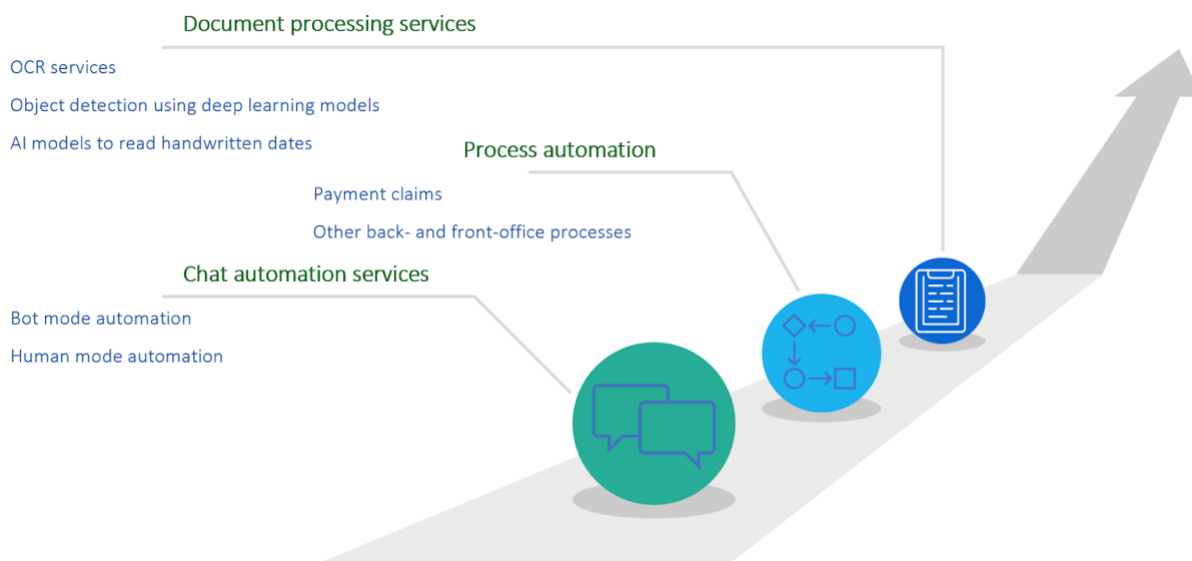 Document processing services
OCR services
Object detection using deep learning models
AI models to read handwritten dates
Process automation
Payment claims
Other back- and front-office processes
Chat automation services
Bot mode automation
Human mode automation